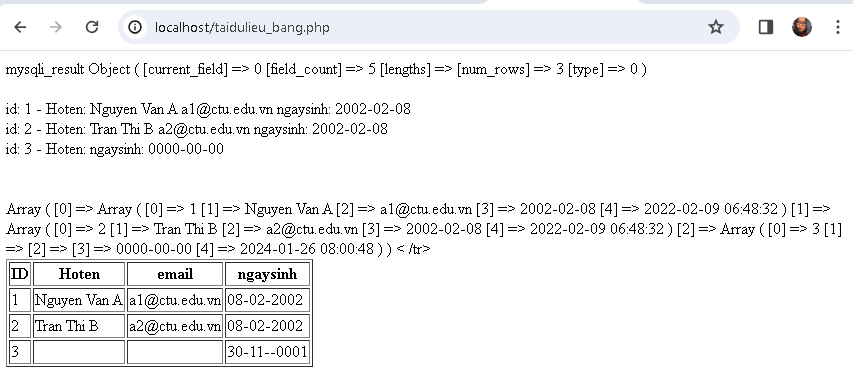 localhost/taidulieu_bang.php
mysqli_result Object ( [current_field] => 0 [field_count] => 5 [lengths] => [num_rows] => 3 [type] => 0 )
id: 1 - Hoten: Nguyen Van A a1@ctu.edu.vn ngaysinh: 2002-02-08
id: 2 - Hoten: Tran Thi B a2@ctu.edu.vn ngaysinh: 2002-02-08
id: 3 - Hoten: ngaysinh: 0000-00-00
Array ( [0] => Array ( [0] => 1 [1] => Nguyen Van A [2] => a1@ctu.edu.vn [3] => 2002-02-08 [4] => 2022-02-09 06:48:32 ) [1] =>
Array ( [0] => 2 [1] => Tran Thi B [2] => a2@ctu.edu.vn [3] => 2002-02-08 [4] => 2022-02-09 06:48:32 ) [2] => Array ( [0] => 3 [1]
=> [2] => [3] => 0000-00-00 [4] => 2024-01-26 08:00:48 ) ) < /tr>
ID Hoten email ngaysinh
1 Nguyen Van A a1@ctu.edu.vn 08-02-2002
2 Tran Thi B a2@ctu.edu.vn 08-02-2002
3 30-11--0001